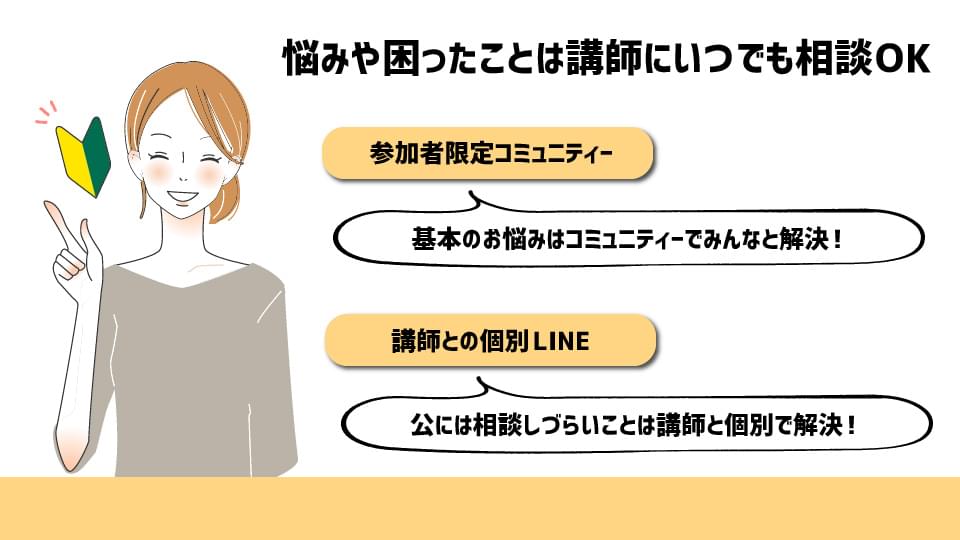 悩みや困ったことは講師にいつでも相談OK
参加者限定コミュニティー
基本のお悩みはコミュニティーでみんなと解決！
講師との個別LINE
公には相談しづらいことは講師と個別で解決！